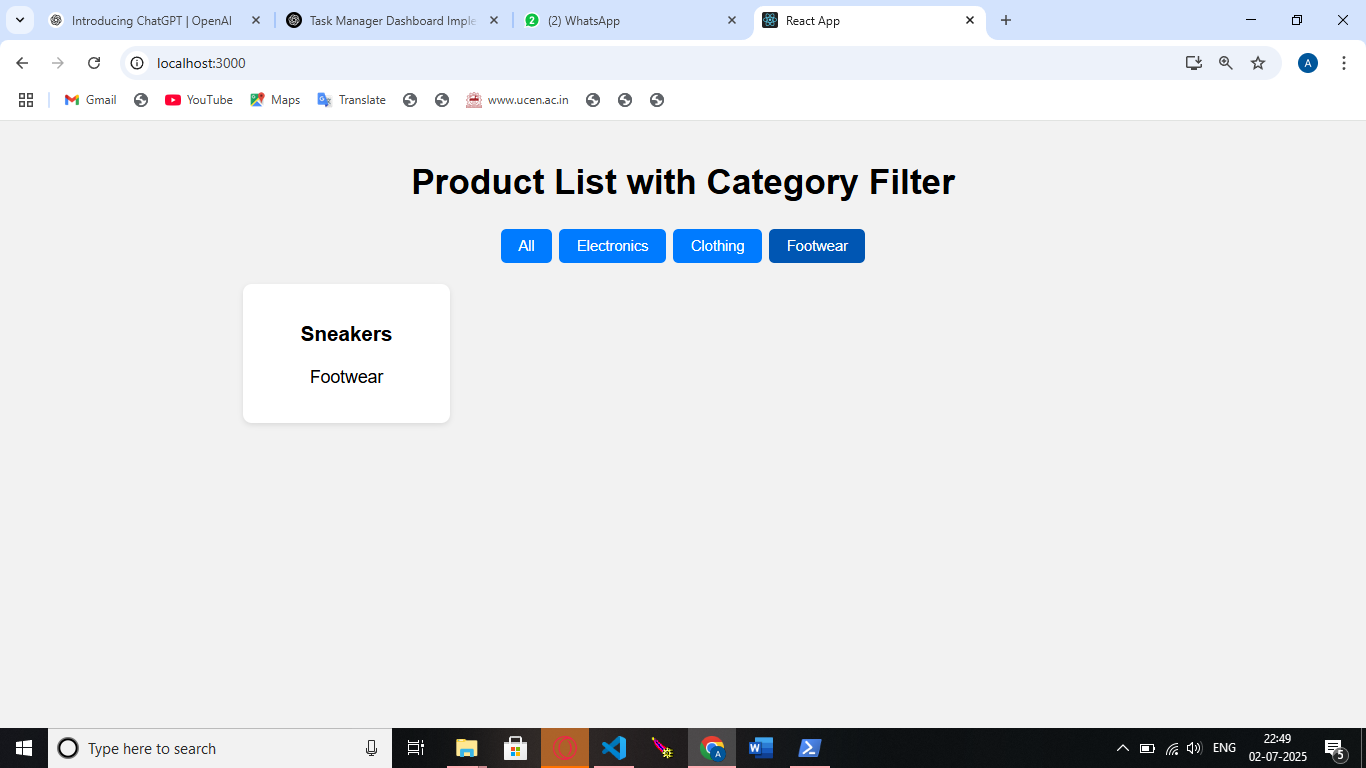 Introducing ChatGPT | OpenAI
Task Manager Dashboard Imple
2
(2) WhatsApp
React App
localhost:3000
A
Gmail
YouTube
Maps
Translate
www.ucen.ac.in
Product List with Category Filter
All
Electronics
Clothing
Footwear
Sneakers
Footwear
Type here to search
A
ENG
22:49
02-07-2025
5